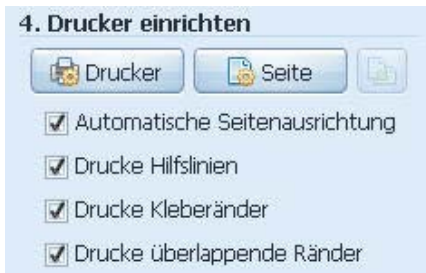 4. Drucker einrichten
Drucker Seite
Automatische Seitenausrichtung
Drucke Hilfslinien
Drucke Kleberänder
Drucke überlappende Ränder